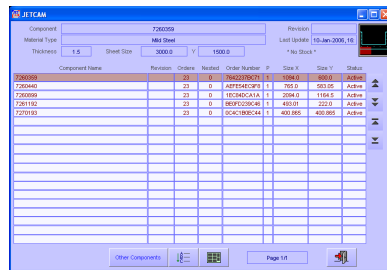 JETCAM
Component 7260359 Revision
Material Type Mild Steel Last Update 10-Jan-2006, 16:
Thickness 1.5 Sheet Size 3000.0 Y 1500.0 * No Stock *
Component Name Revision Ordere Nested Order Number P Size X Size Y Status
7260359 23 0 7642237BC71 1 1094.0 600.0 Active
7260440 23 0 AEFE54EC9F8 1 765.0 583.05 Active
7260899 23 0 1EC84DCA1A 1 2094.0 1164.5 Active
7261192 23 0 BE0FD239C46 1 493.01 222.0 Active
7270193 23 0 0C4C1B0EC44 1 400.865 400.865 Active
Other Components Page 1/1